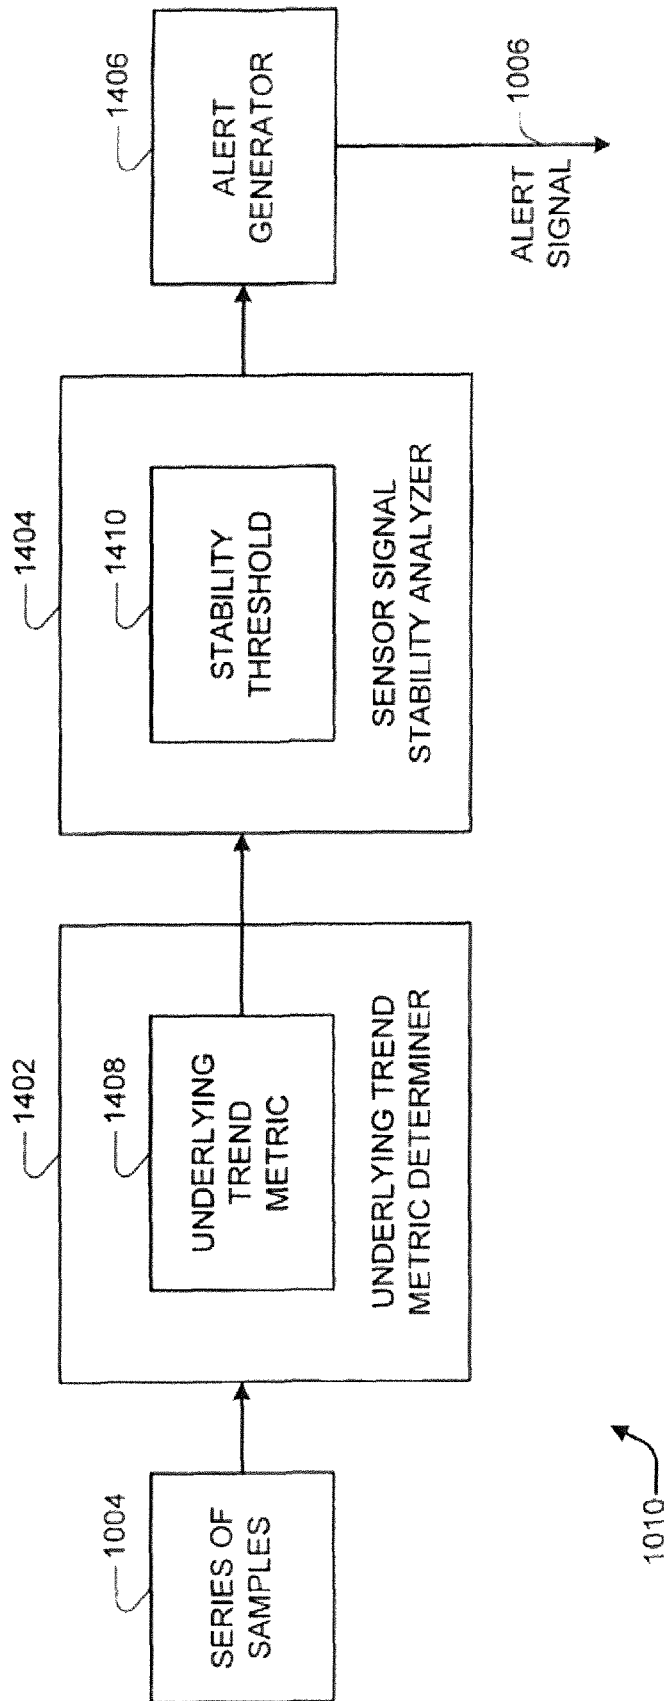 1004
SERIES OF
SAMPLES
1402
1408
UNDERLYING
TREND
METRIC
UNDERLYING TREND
METRIC DETERMINER
1404
1410
STABILITY
THRESHOLD
SENSOR SIGNAL
STABILITY ANALYZER
1406
ALERT
GENERATOR
ALERT
SIGNAL
1006
1010